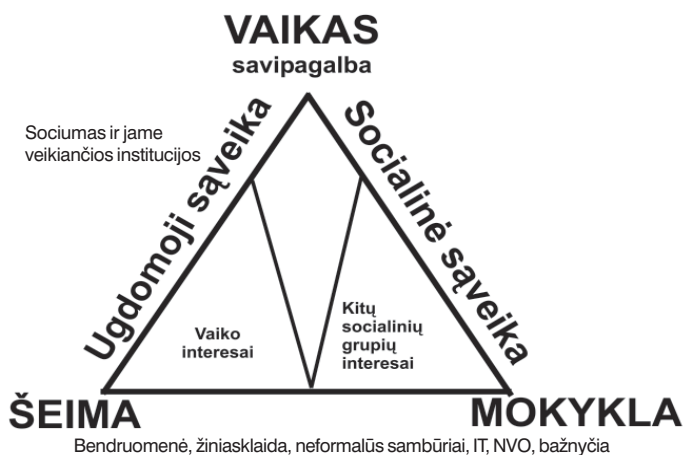 VAIKAS
savipagalba
Sociumas ir jame
veikiančios institucijos
Ugdomoji sąveika
Socialinė sąveika
Vaiko
interesai
Kitų
socialinių
grupių
interesai
ŠEIMA
MOKYKLA
Bendruomenė, žiniasklaida, neformalūs sambūriai, IT, NVO, bažnyčia